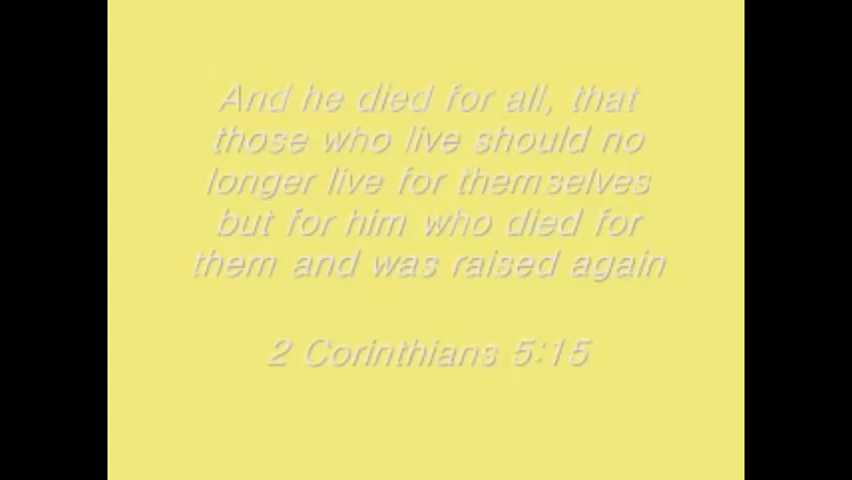 And he died for all, that
those who live should no
longer live for themselves
but for him who died for
them and was raised again
2 Corinthians 5:15